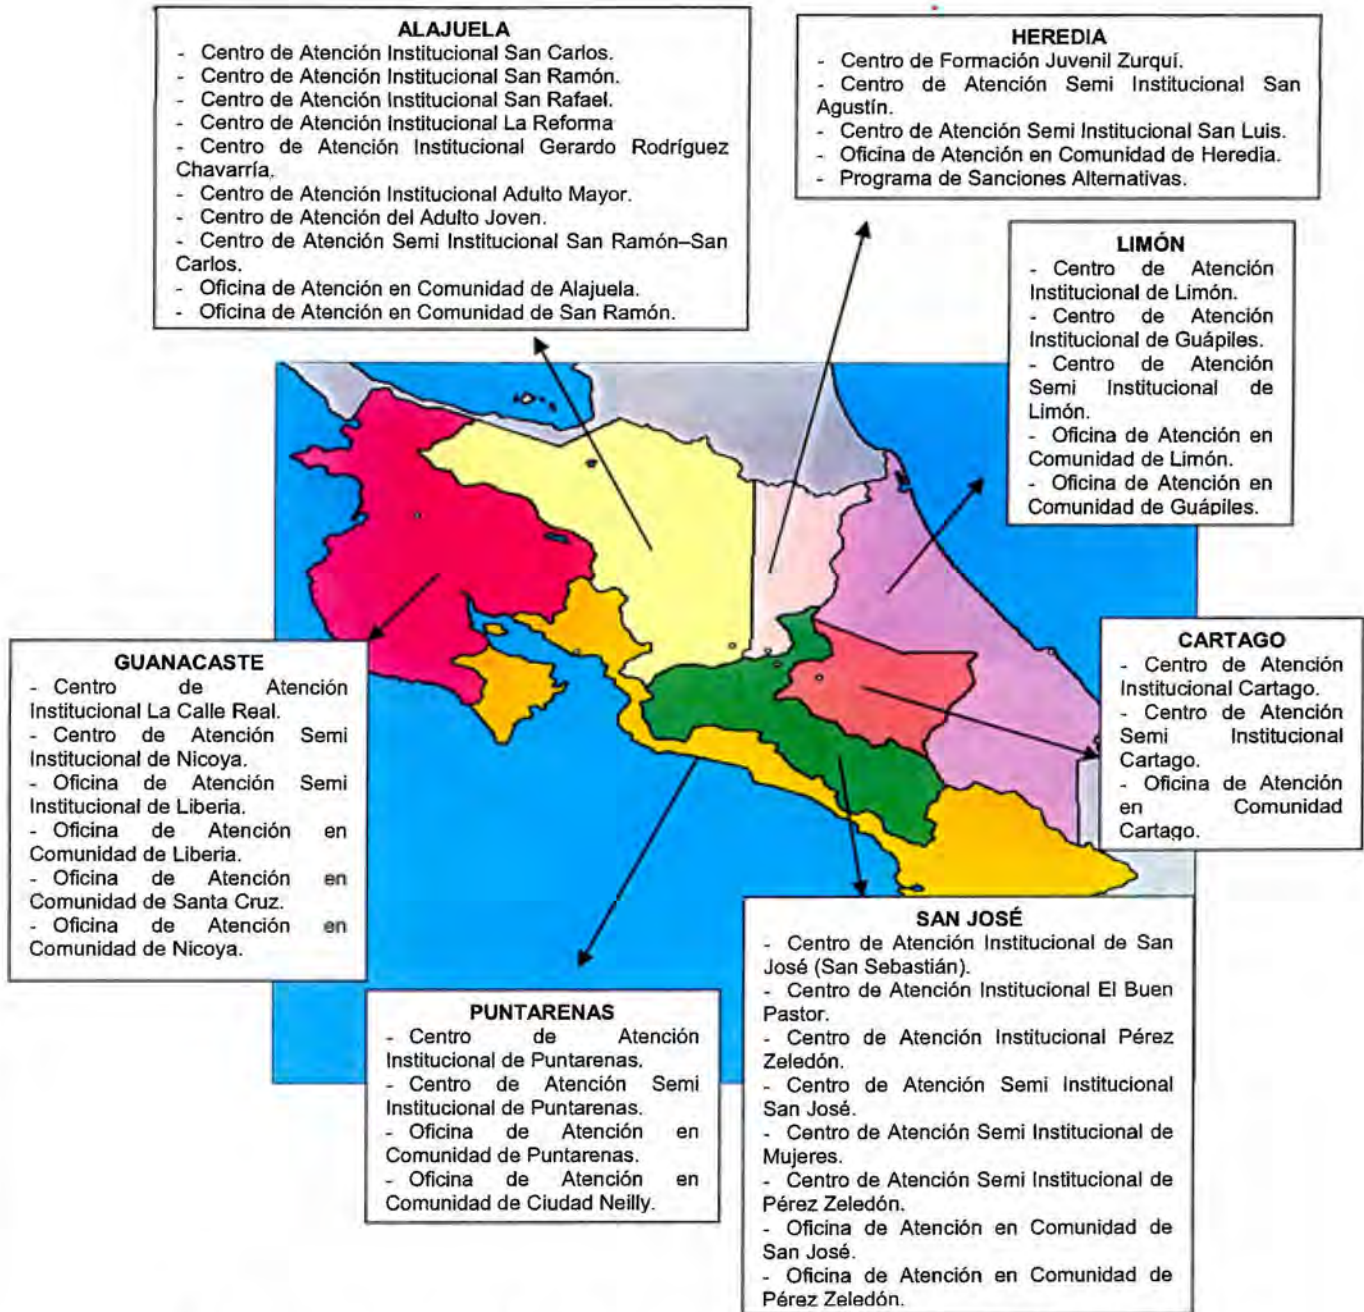 ALAJUELA
- Centro de Atención Institucional San Carlos.
- Centro de Atención Institucional San Ramón.
- Centro de Atención Institucional San Rafael.
- Centro de Atención Institucional La Reforma
- Centro de Atención Institucional Gerardo Rodríguez
Chavarría.
- Centro de Atención Institucional Adulto Mayor.
- Centro de Atención del Adulto Joven.
- Centro de Atención Semi Institucional San Ramón–San
Carlos.
- Oficina de Atención en Comunidad de Alajuela.
- Oficina de Atención en Comunidad de San Ramón.
HEREDIA
- Centro de Formación Juvenil Zurquí.
- Centro de Atención Semi Institucional San
Agustín.
- Centro de Atención Semi Institucional San Luis.
- Oficina de Atención en Comunidad de Heredia.
- Programa de Sanciones Alternativas.
LIMÓN
- Centro de Atención
Institucional de Limón.
- Centro de Atención
Institucional de Guápiles.
- Centro de Atención
Semi Institucional de
Limón.
- Oficina de Atención en
Comunidad de Limón.
- Oficina de Atención en
Comunidad de Guápiles.
GUANACASTE
- Centro de Atención
Institucional La Calle Real.
- Centro de Atención Semi
Institucional de Nicoya.
- Oficina de Atención Semi
Institucional de Liberia.
- Oficina de Atención en
Comunidad de Liberia.
- Oficina de Atención en
Comunidad de Santa Cruz.
- Oficina de Atención en
Comunidad de Nicoya.
CARTAGO
- Centro de Atención
Institucional Cartago.
- Centro de Atención
Semi Institucional
Cartago.
- Oficina de Atención
en Comunidad
Cartago.
PUNTARENAS
- Centro de Atención
Institucional de Puntarenas.
- Centro de Atención Semi
Institucional de Puntarenas.
- Oficina de Atención en
Comunidad de Puntarenas.
- Oficina de Atención en
Comunidad de Ciudad Neilly.
SAN JOSÉ
- Centro de Atención Institucional de San
José (San Sebastián).
- Centro de Atención Institucional El Buen
Pastor.
- Centro de Atención Institucional Pérez
Zeledón.
- Centro de Atención Semi Institucional
San José.
- Centro de Atención Semi Institucional de
Mujeres.
- Centro de Atención Semi Institucional de
Pérez Zeledón.
- Oficina de Atención en Comunidad de
San José.
- Oficina de Atención en Comunidad de
Pérez Zeledón.